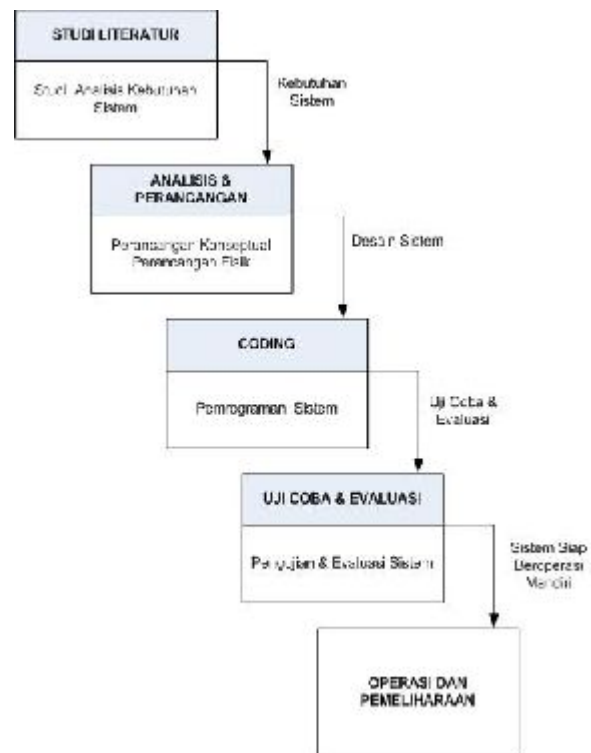 STUDI LITERATUR
Studi Analisis Kebutuhan
Sistem
Kebutuhan
Sistem
ANALISIS &
PERANCANGAN
Perancangan Konseptual
Perancangan Fisik
Desain Sistem
CODING
Pemrograman Sistem
Uji Coba &
Evaluasi
UJI COBA & EVALUASI
Pengujian & Evaluasi Sistem
Sistem Siap
Beroperasi
Mandiri
OPERASI DAN
PEMELIHARAAN